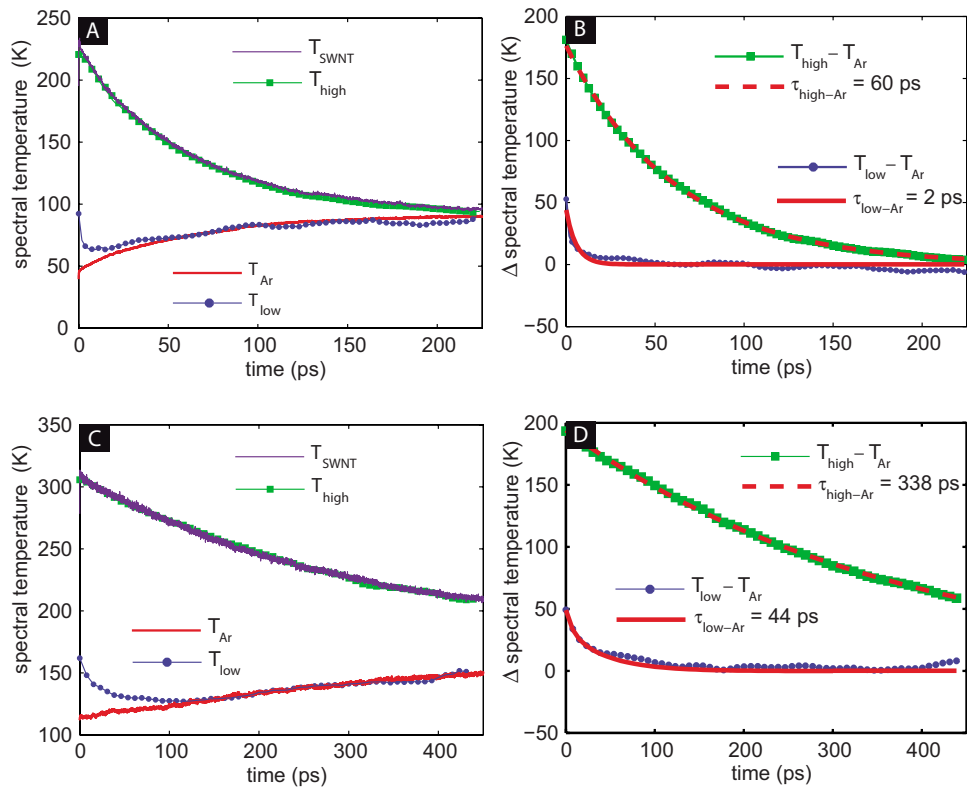 A
spectral temperature (K)
250
200
150
100
50
0
T_SWNT
T_high
T_Ar
T_low
0 50 100 150 200
time (ps)
B
Δ spectral temperature (K)
200
150
100
50
0
−50
T_high − T_Ar
τ_high−Ar = 60 ps
T_low − T_Ar
τ_low−Ar = 2 ps
0 50 100 150 200
time (ps)
C
spectral temperature (K)
350
300
250
200
150
100
T_SWNT
T_high
T_Ar
T_low
0 100 200 300 400
time (ps)
D
Δ spectral temperature (K)
200
150
100
50
0
−50
T_high − T_Ar
τ_high−Ar = 338 ps
T_low − T_Ar
τ_low−Ar = 44 ps
0 100 200 300 400
time (ps)